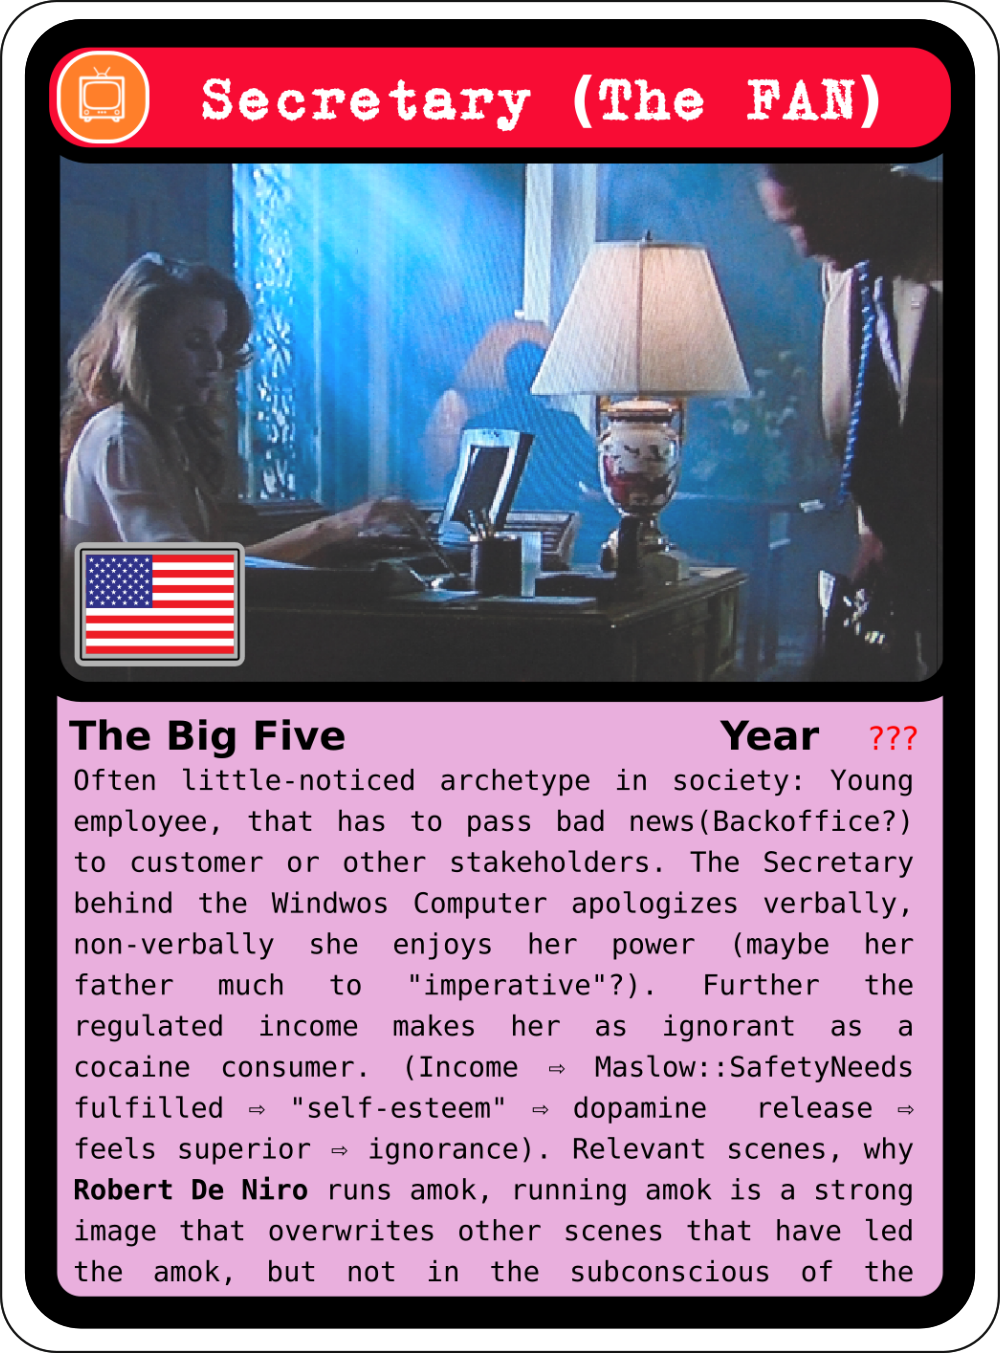 Secretary (The FAN)
The Big Five Year ???
Often little-noticed archetype in society: Young
employee, that has to pass bad news(Backoffice?)
to customer or other stakeholders. The Secretary
behind the Windwos Computer apologizes verbally,
non-verbally she enjoys her power (maybe her
father much to "imperative"?). Further the
regulated income makes her as ignorant as a
cocaine consumer. (Income ⇨ Maslow::SafetyNeeds
fulfilled ⇨ "self-esteem" ⇨ dopamine release ⇨
feels superior ⇨ ignorance). Relevant scenes, why
Robert De Niro runs amok, running amok is a strong
image that overwrites other scenes that have led
the amok, but not in the subconscious of the